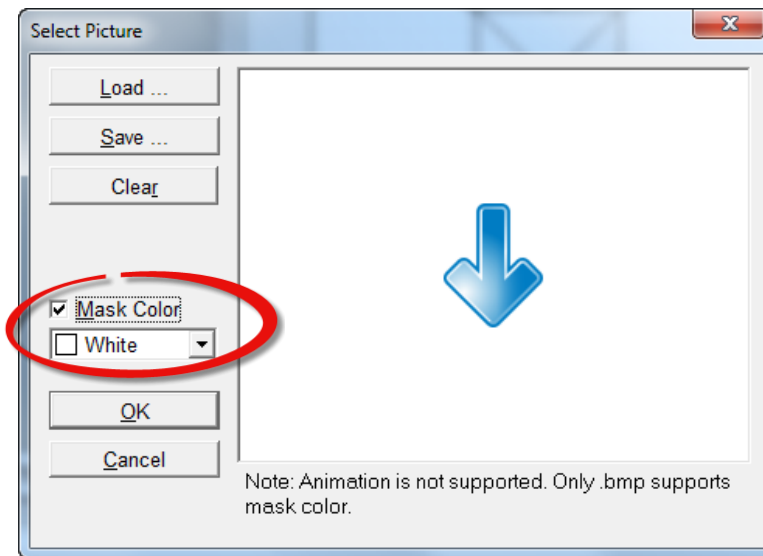 Select Picture
Load ...
Save ...
Clear
Mask Color
White
OK
Cancel
Note: Animation is not supported. Only .bmp supports
mask color.